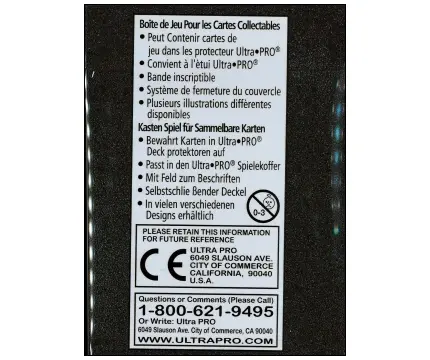 Boîte de Jeu Pour les Cartes Collectables
• Peut Contenir cartes de
jeu dans les protecteur Ultra•PRO®
• Convient à l'ètui Ultra•PRO®
• Bande inscriptible
• Système de fermeture du couvercle
• Plusieurs illustrations diffèrentes
disponibles
Kasten Spiel für Sammelbare Karten
• Bewahrt Karten in Ultra•PRO®
Deck protektoren auf
• Passt in den Ultra•PRO® Spielekoffer
• Mit Feld zum Beschriften
• Selbstschlie Bender Deckel
• In vielen verschiedenen
Designs erhältlich
0-3
PLEASE RETAIN THIS INFORMATION
FOR FUTURE REFERENCE
CE
ULTRA PRO
6049 SLAUSON AVE.
CITY OF COMMERCE
CALIFORNIA, 90040
U.S.A.
Questions or Comments (Please Call)
1-800-621-9495
Or Write: Ultra PRO
6049 Slauson Ave. City of Commerce, CA 90040
WWW.ULTRAPRO.COM